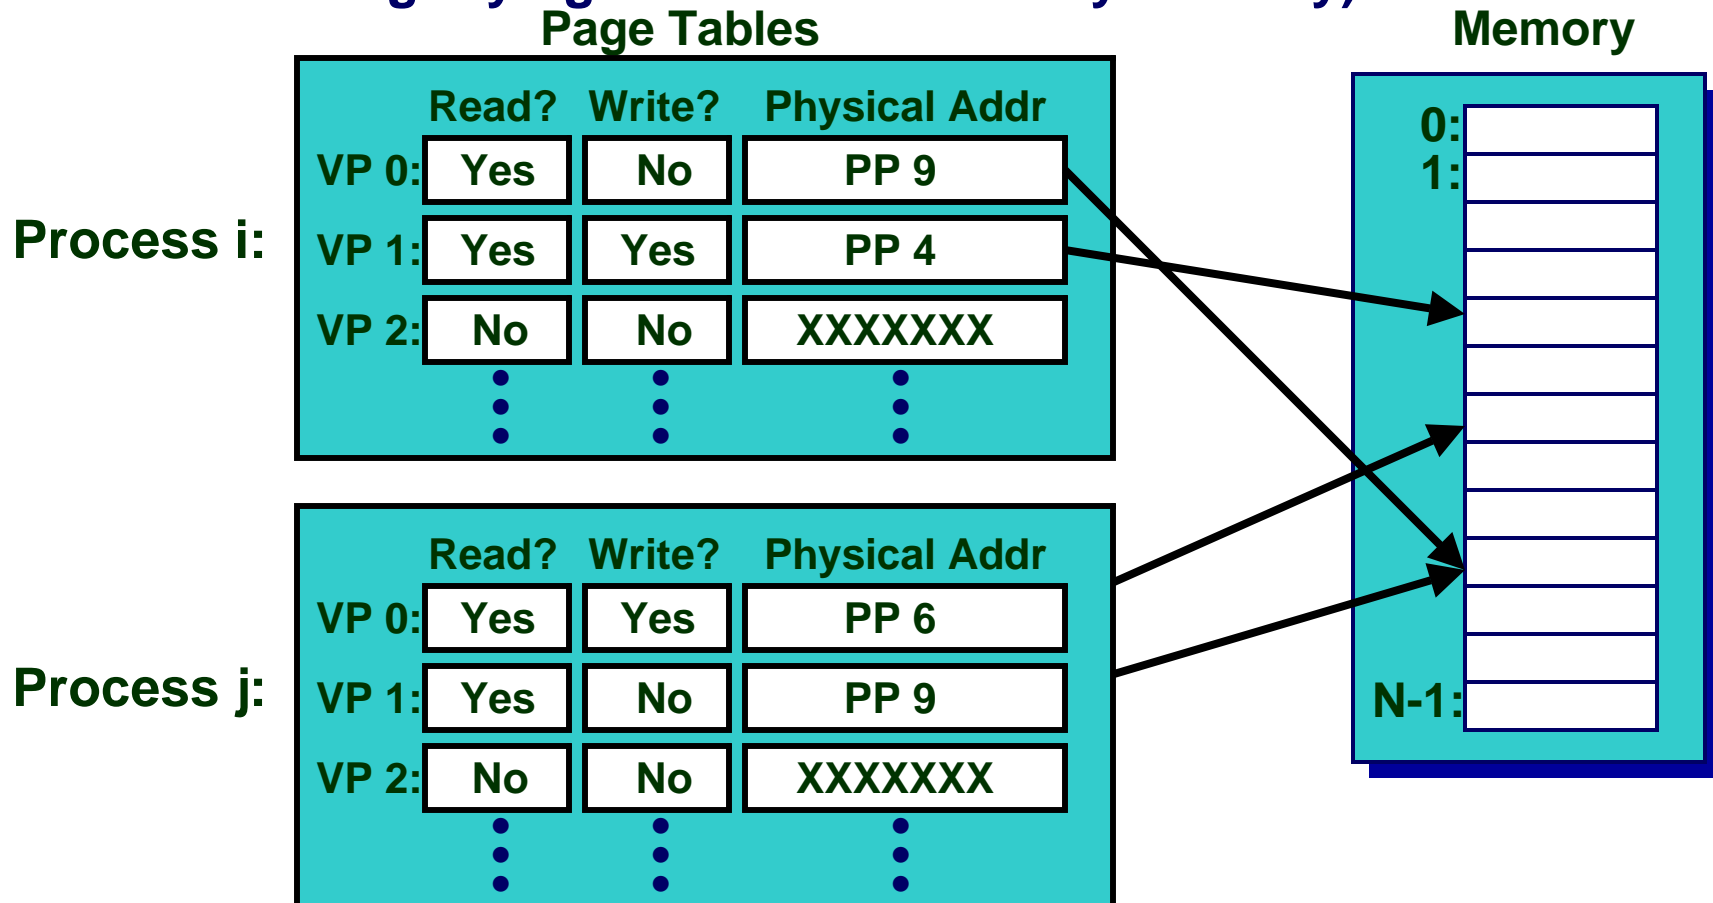 Page Tables
Memory
Read? Write? Physical Addr
VP 0: Yes No PP 9
Process i:
VP 1: Yes Yes PP 4
VP 2: No No XXXXXXX
Read? Write? Physical Addr
VP 0: Yes Yes PP 6
Process j:
VP 1: Yes No PP 9
VP 2: No No XXXXXXX
0:
1:
N-1: